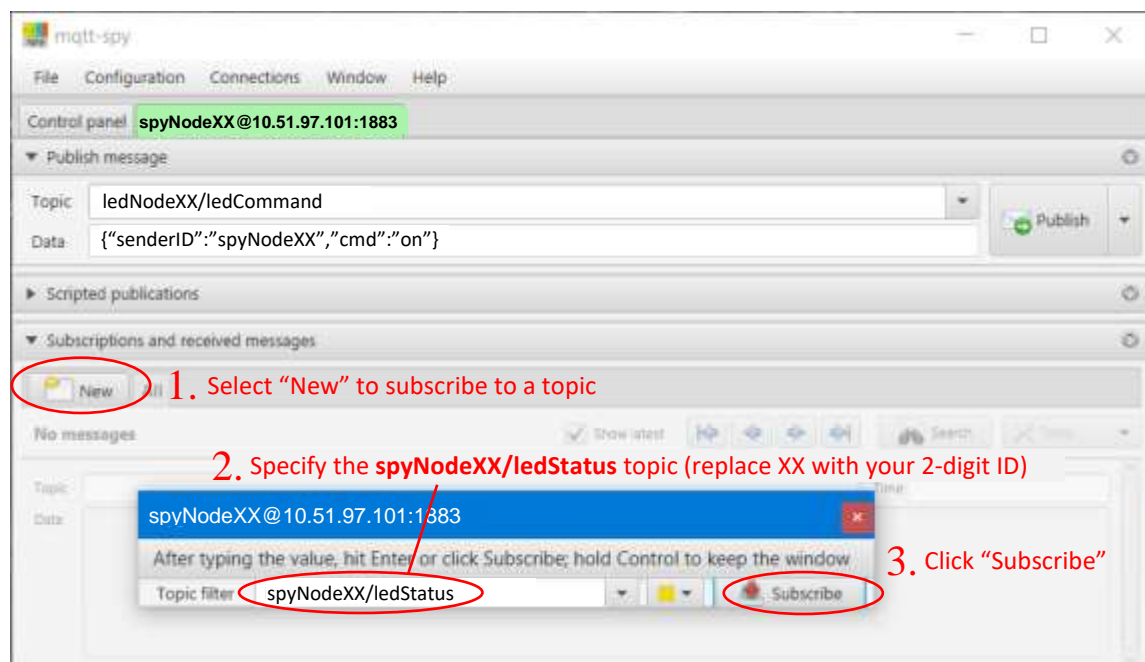 mqtt-spy
File Configuration Connections Window Help
Control panel spyNodeXX@10.51.97.101:1883
Publish message
Topic ledNodeXX/ledCommand
Publish
Data {“senderID”:”spyNodeXX”,”cmd”:”on”}
Scripted publications
Subscriptions and received messages
New All 1. Select “New” to subscribe to a topic
No messages Show latest Search
2. Specify the spyNodeXX/ledStatus topic (replace XX with your 2-digit ID)
Topic Time
Data
spyNodeXX@10.51.97.101:1883
After typing the value, hit Enter or click Subscribe; hold Control to keep the window
3. Click “Subscribe”
Topic filter spyNodeXX/ledStatus Subscribe